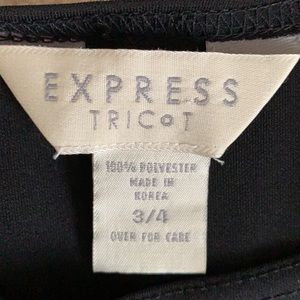 EXPRESS
TRICOT
100% POLYESTER
MADE IN
KOREA
3/4
OVER FOR CARE